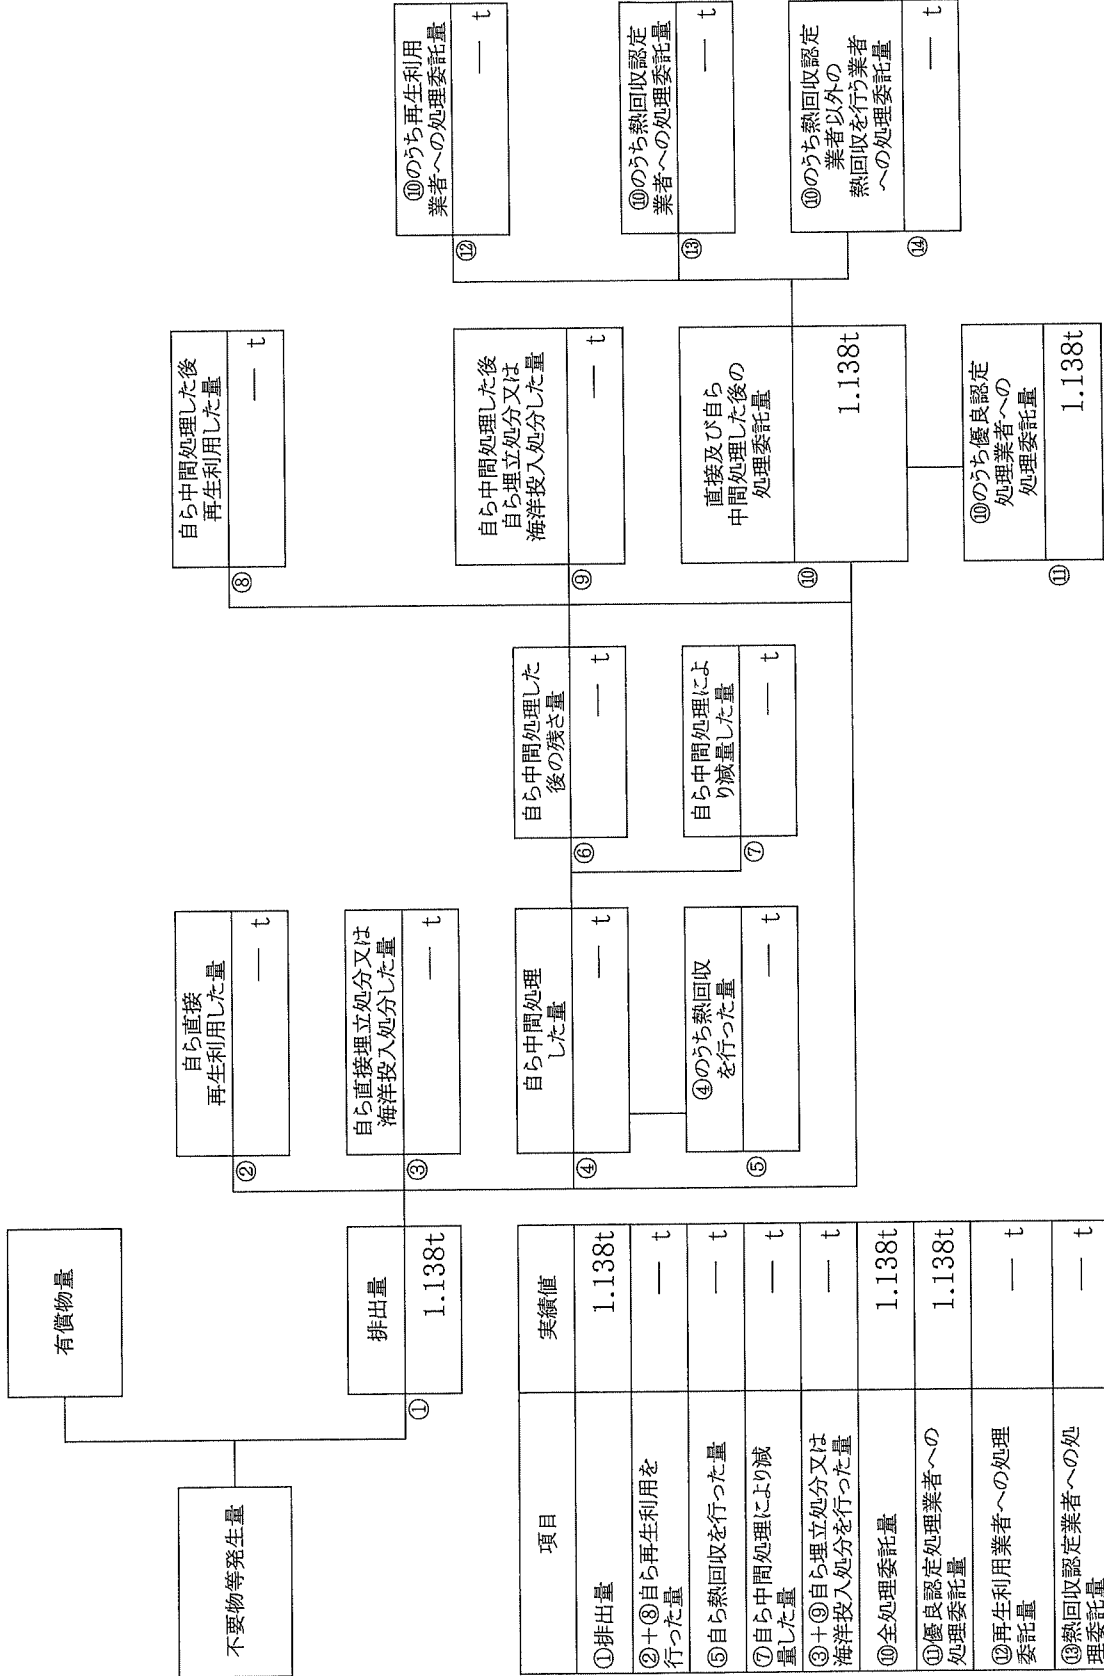 不要物等発生量
有償物量
排出量
①
1.138t
自ら直接
再生利用した量
②
— t
自ら直接埋立処分又は
海洋投入処分した量
③
— t
自ら中間処理
した量
④
— t
④のうち熱回収
を行った量
⑤
— t
自ら中間処理した
後の残さ量
⑥
— t
自ら中間処理によ
り減量した量
⑦
— t
自ら中間処理した後
再生利用した量
⑧
— t
自ら中間処理した後
自ら埋立処分又は
海洋投入処分した量
⑨
— t
直接及び自ら
中間処理した後の
処理委託量
⑩
1.138t
⑩のうち優良認定
処理業者への
処理委託量
⑪
1.138t
⑩のうち再生利用
業者への処理委託量
⑫
— t
⑩のうち熱回収認定
業者への処理委託量
⑬
— t
⑩のうち熱回収認定
業者以外の
熱回収を行う業者
への処理委託量
⑭
— t
項目 実績値
①排出量 1.138t
②+⑧自ら再生利用を
行った量 — t
⑤自ら熱回収を行った量 — t
⑦自ら中間処理により減
量した量 — t
③+⑨自ら埋立処分又は
海洋投入処分を行った量 — t
⑩全処理委託量 1.138t
⑪優良認定処理業者への
処理委託量 1.138t
⑫再生利用業者への処理
委託量 — t
⑬熱回収認定業者への処
理委託量 — t